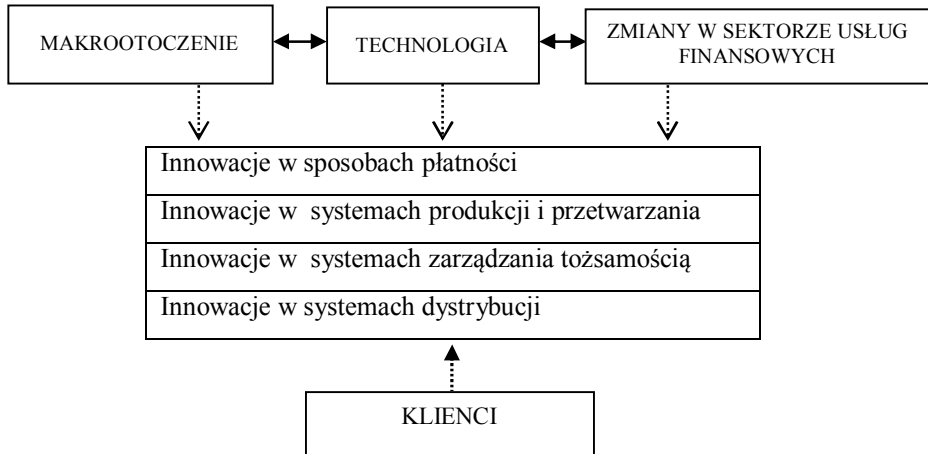 MAKROOTOCZENIE
TECHNOLOGIA
ZMIANY W SEKTORZE USŁUG
FINANSOWYCH
Innowacje w sposobach płatności
Innowacje w systemach produkcji i przetwarzania
Innowacje w systemach zarządzania tożsamością
Innowacje w systemach dystrybucji
KLIENCI